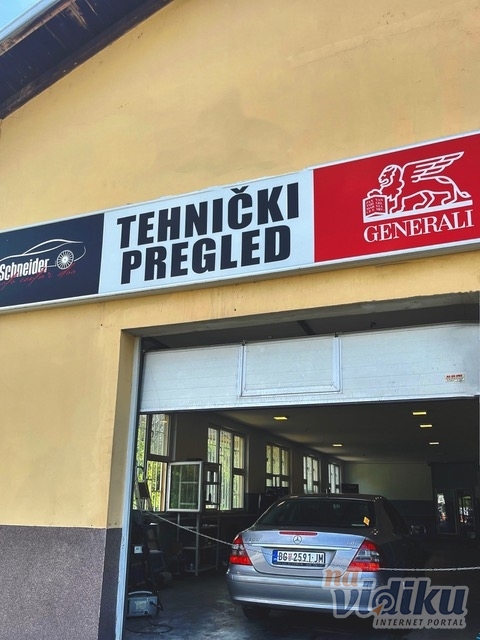 Schneider
TEHNIČKI
PREGLED
GENERALI
BG 2591-JM
na
vidiku
INTERNET PORTAL